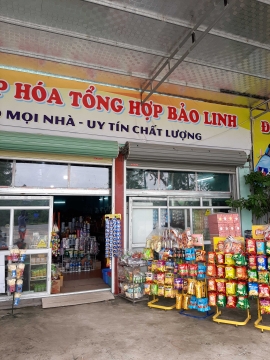 P HÓA TỔNG HỢP BẢO LINH
MỌI NHÀ - UY TÍN CHẤT LƯỢNG